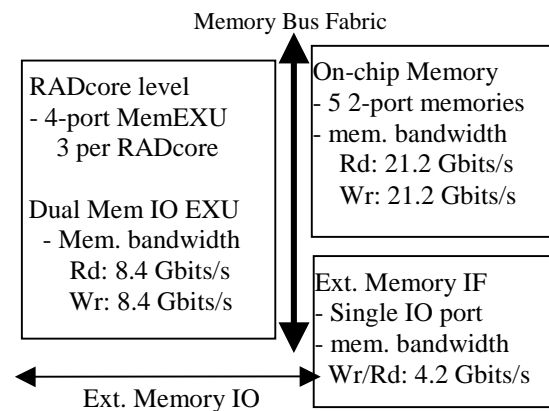 Memory Bus Fabric
RADcore level
- 4-port MemEXU
3 per RADcore
Dual Mem IO EXU
- Mem. bandwidth
Rd: 8.4 Gbits/s
Wr: 8.4 Gbits/s
On-chip Memory
- 5 2-port memories
- mem. bandwidth
Rd: 21.2 Gbits/s
Wr: 21.2 Gbits/s
Ext. Memory IF
- Single IO port
- mem. bandwidth
Wr/Rd: 4.2 Gbits/s
Ext. Memory IO